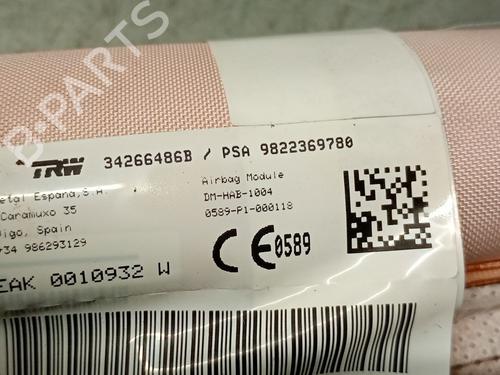 B-PARTS
TRW 34266486B / PSA 9822369780
etal Espana, S.A.
Caramuxo 35
igo, Spain
+34 986293129
Airbag Module
DM-HAB-1004
0589-P1-000118
CE 0589
EAK 0010932 W